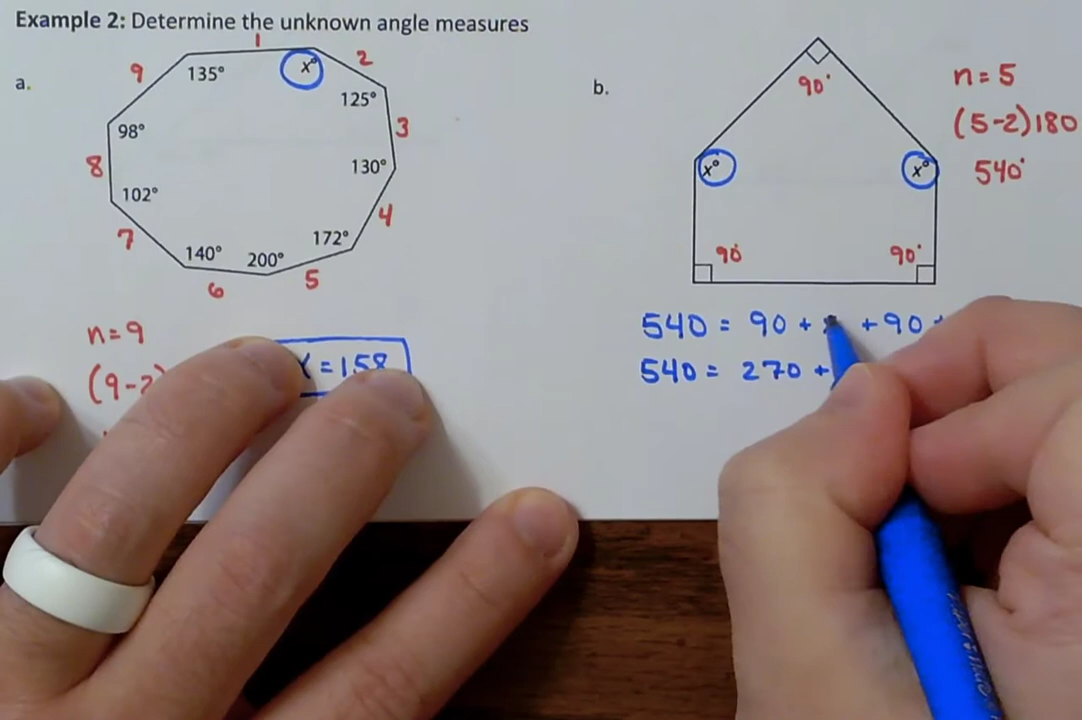 Example 2: Determine the unknown angle measures
a.
1
2
3
4
5
6
7
8
9
135°
x°
125°
130°
172°
200°
140°
102°
98°
n=9
(9-2)
x = 158
b.
90°
x°
x°
90°
90°
n = 5
(5-2)180
540°
540 = 90 + + 90 +
540 = 270 +